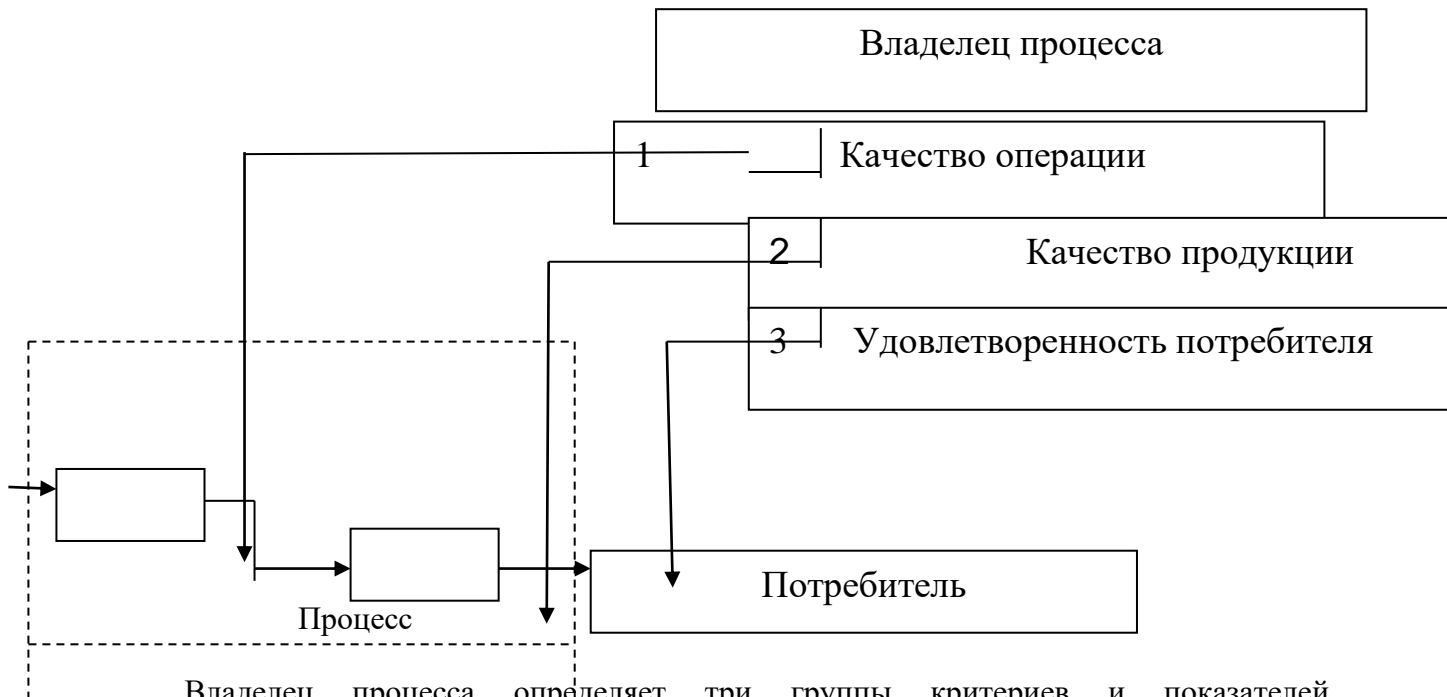 Владелец процесса
1 Качество операции
2 Качество продукции
3 Удовлетворенность потребителя
Потребитель
Процесс
Владелец процесса определяет три группы критериев и показателей